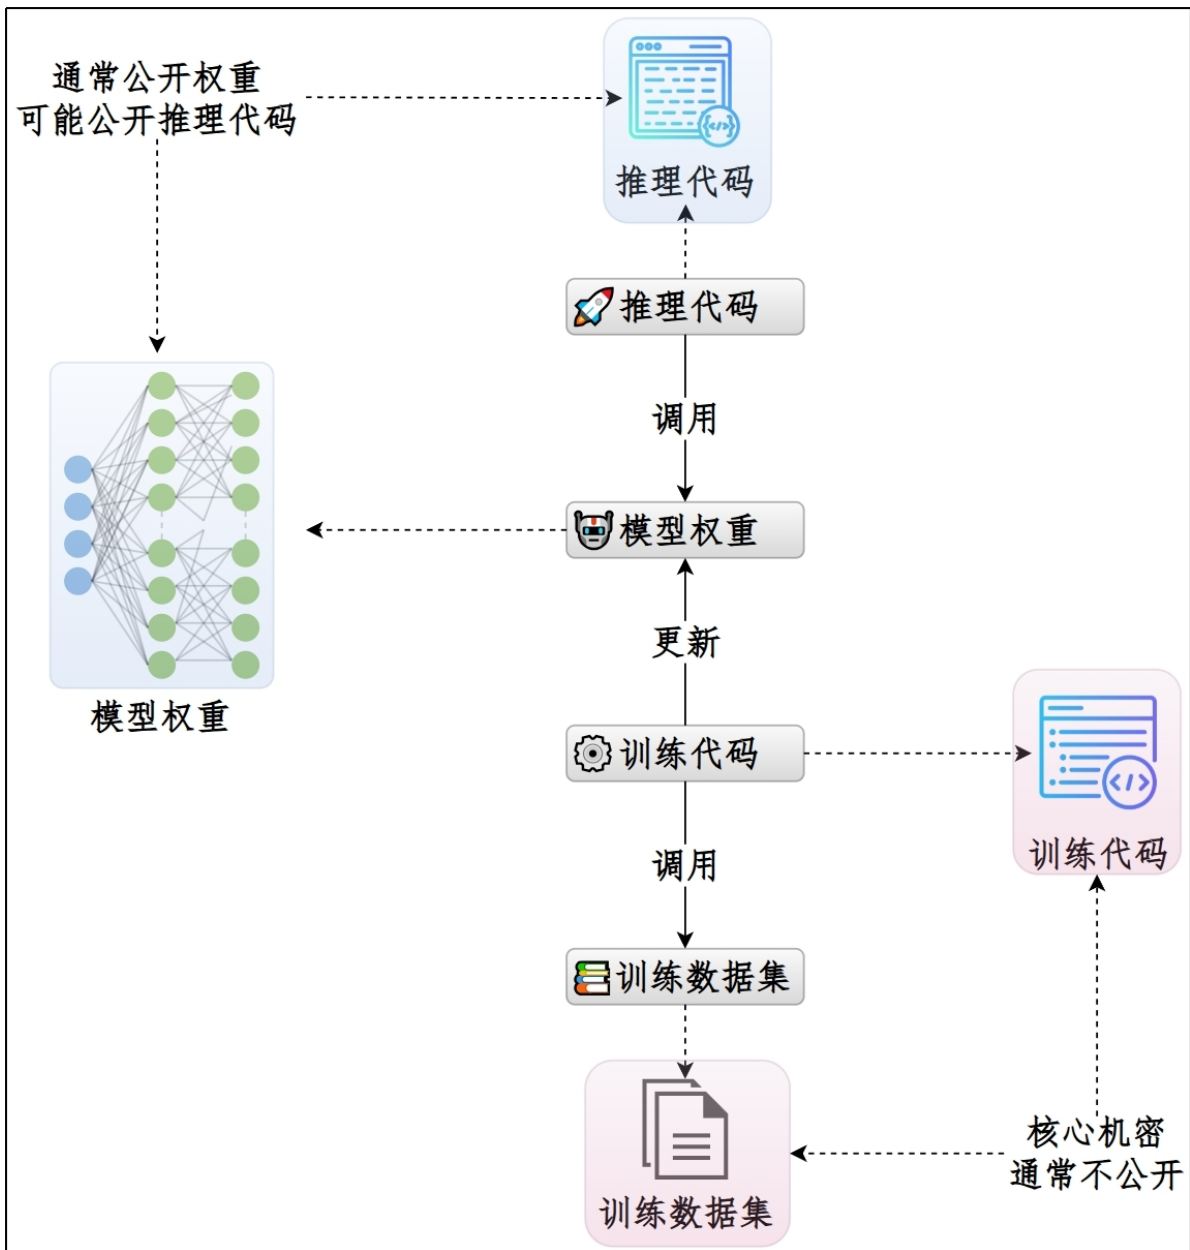 通常公开权重
可能公开推理代码
推理代码
推理代码
调用
模型权重
模型权重
更新
训练代码
训练代码
调用
训练数据集
训练数据集
核心机密
通常不公开